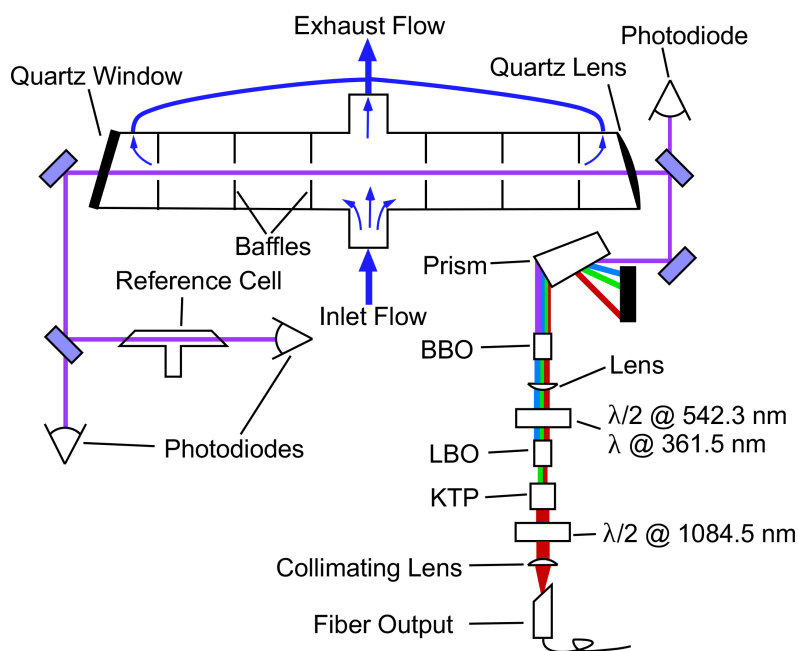 Exhaust Flow
Photodiode
Quartz Window
Quartz Lens
Baffles
Prism
Reference Cell
Inlet Flow
BBO
Lens
λ/2 @ 542.3 nm
λ @ 361.5 nm
Photodiodes
LBO
KTP
λ/2 @ 1084.5 nm
Collimating Lens
Fiber Output